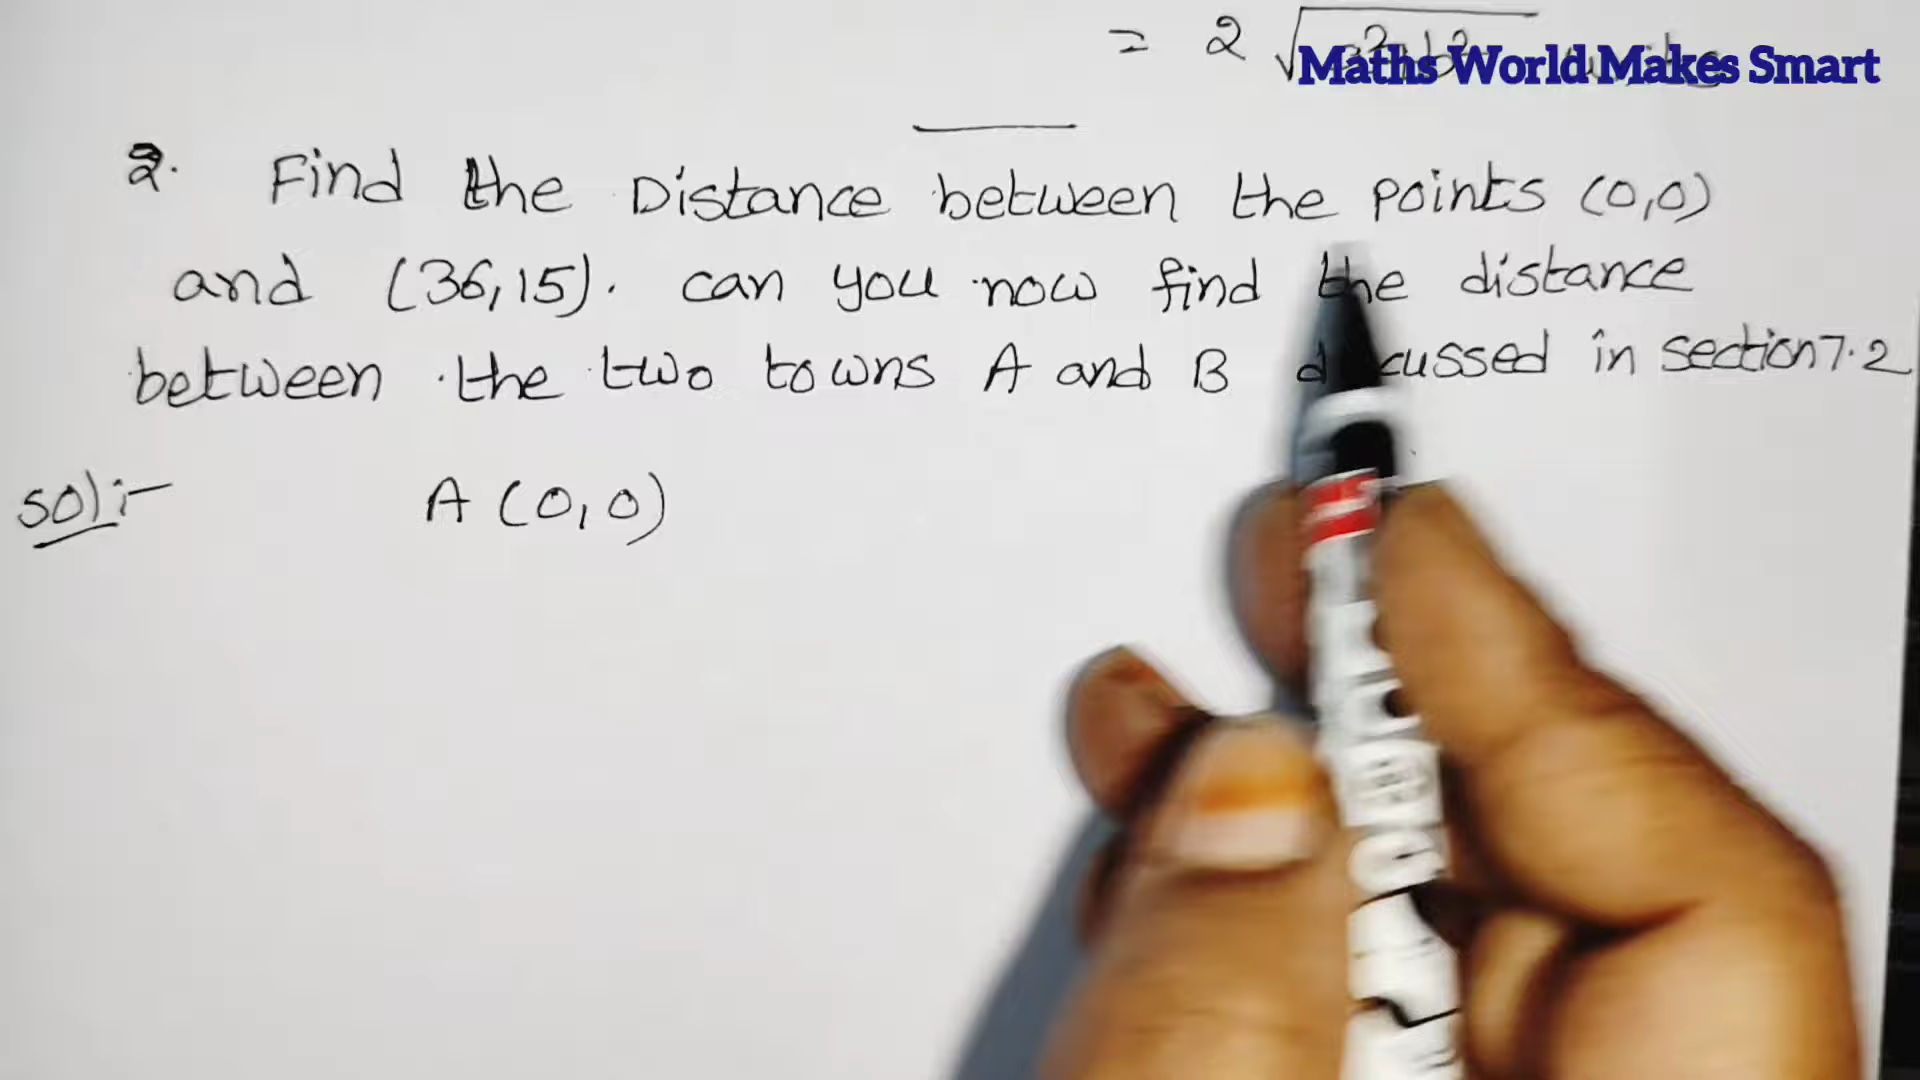 = 2 √
Maths World Makes Smart
2. Find the Distance between the points (0,0)
and (36,15). can you now find the distance
between the two towns A and B discussed in section 7.2
Sol:- A (0,0)